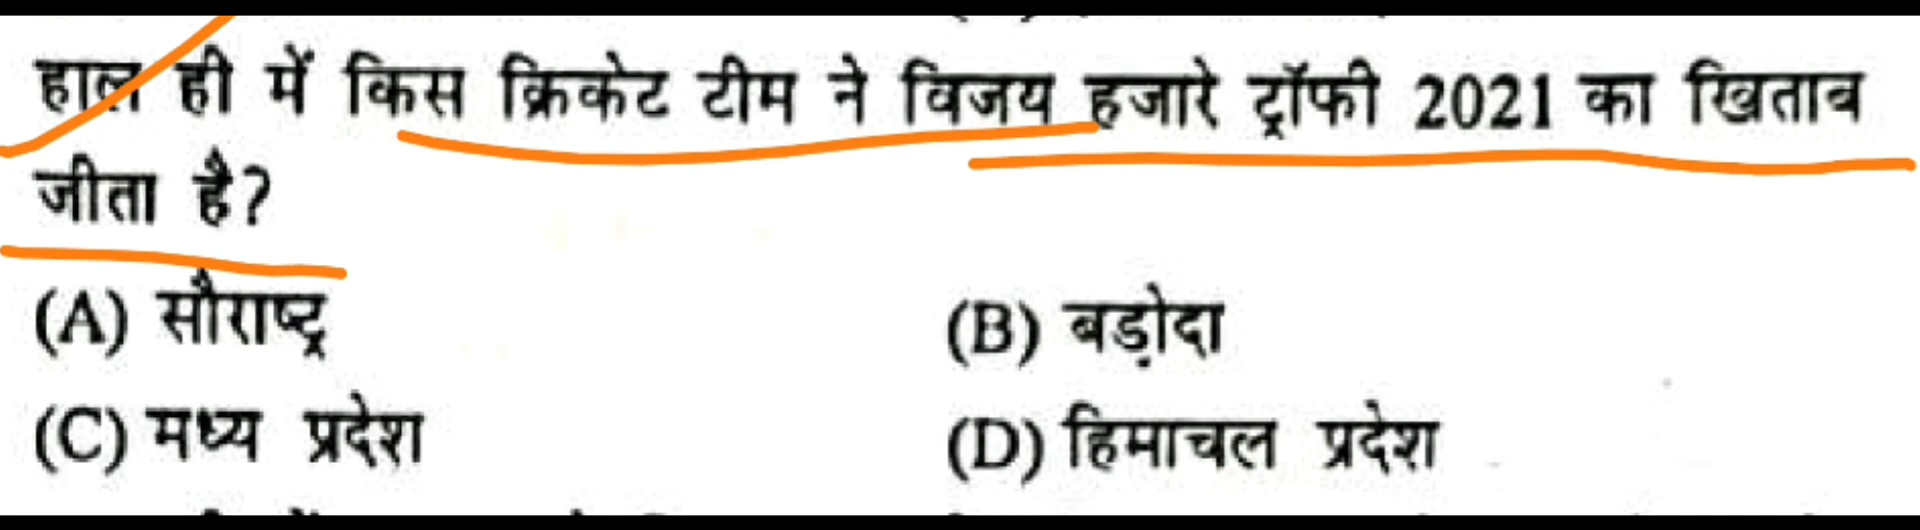 हाल ही में किस क्रिकेट टीम ने विजय हजारे ट्रॉफी 2021 का खिताब
जीता है?
(A) सौराष्ट्र (B) बड़ोदा
(C) मध्य प्रदेश (D) हिमाचल प्रदेश